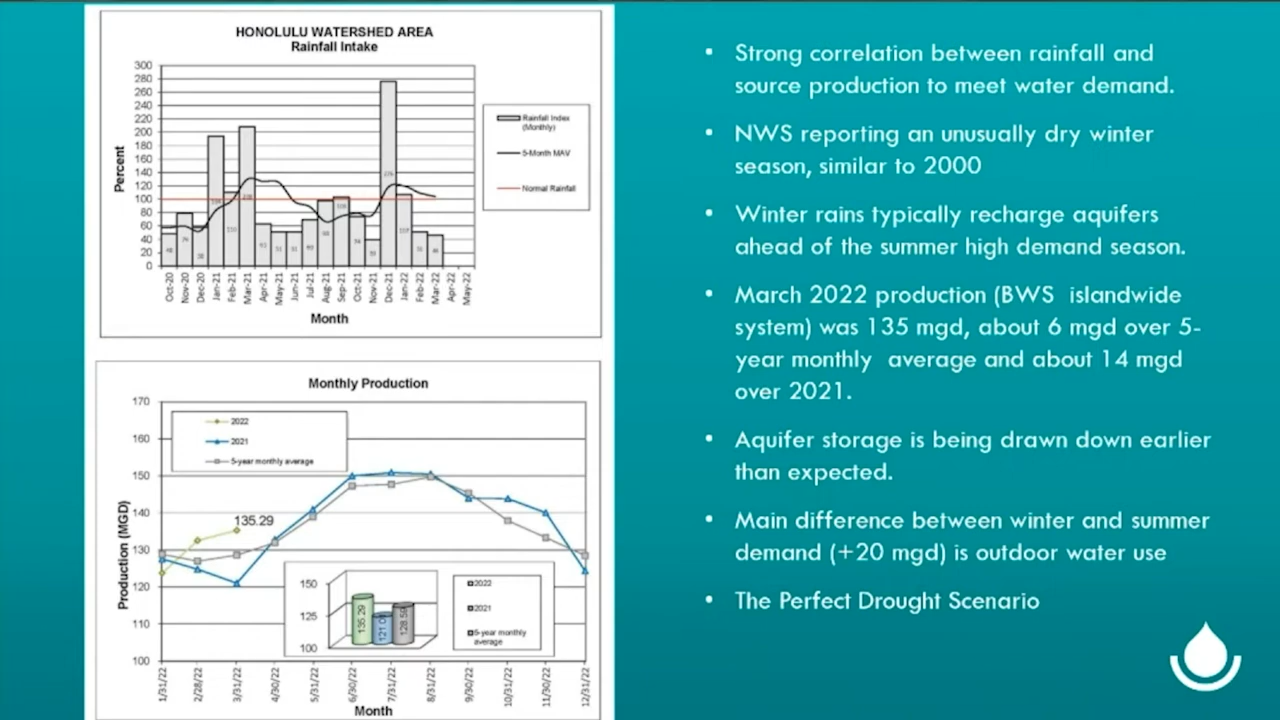 HONOLULU WATERSHED AREA
Rainfall Intake
300
280
260
240
220
200
180
160
140
120
100
80
60
40
20
0
Percent
Oct-20
Nov-20
Dec-20
Jan-21
Feb-21
Mar-21
Apr-21
May-21
Jun-21
Jul-21
Aug-21
Sep-21
Oct-21
Nov-21
Dec-21
Jan-22
Feb-22
Mar-22
Apr-22
May-22
Month
Rainfall Index
(Monthly)
5-Month MAV
Normal Rainfall
Monthly Production
170
160
150
140
130
120
110
100
Production (MGD)
2022
2021
5-year monthly average
135.29
150
125
100
135.29
121.0
128.58
2022
2021
5-year monthly
average
1/31/22
2/28/22
3/31/22
4/30/22
5/31/22
6/30/22
7/31/22
8/31/22
9/30/22
10/31/22
11/30/22
12/31/22
Month
• Strong correlation between rainfall and
source production to meet water demand.
• NWS reporting an unusually dry winter
season, similar to 2000
• Winter rains typically recharge aquifers
ahead of the summer high demand season.
• March 2022 production (BWS islandwide
system) was 135 mgd, about 6 mgd over 5-
year monthly average and about 14 mgd
over 2021.
• Aquifer storage is being drawn down earlier
than expected.
• Main difference between winter and summer
demand (+20 mgd) is outdoor water use
• The Perfect Drought Scenario